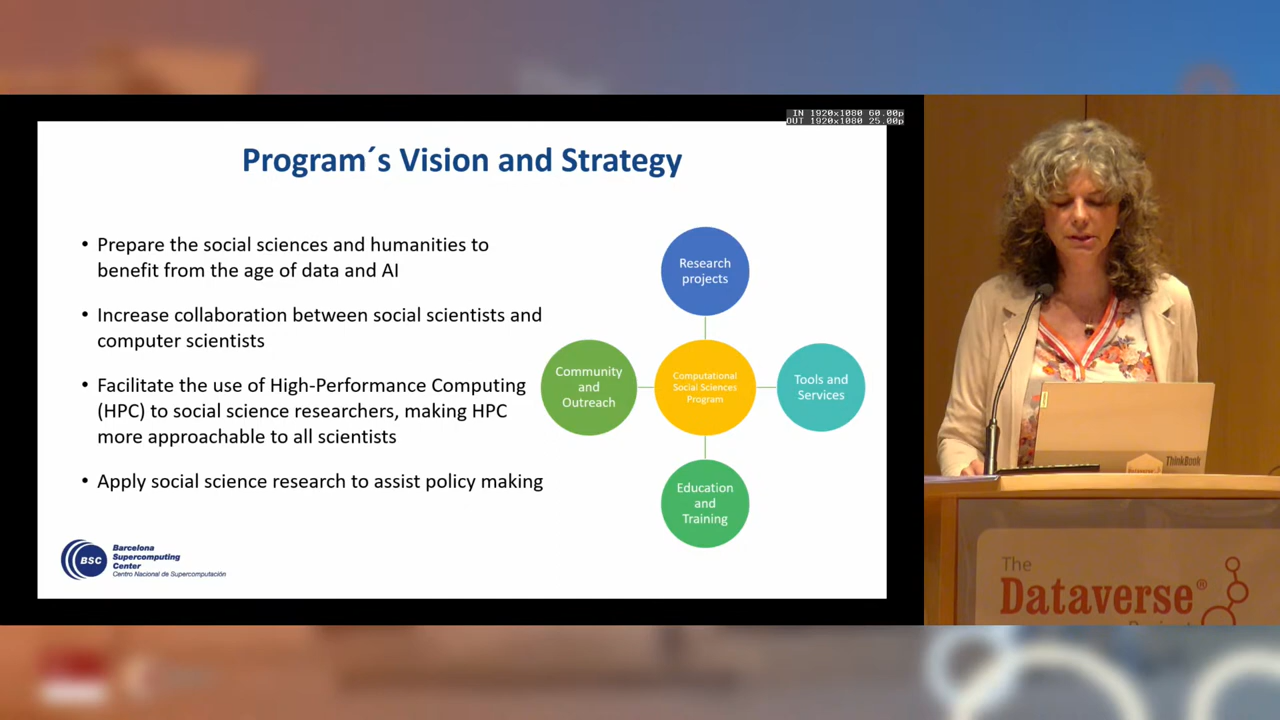 IN 1920x1080 60.00p
OUT 1920x1080 25.00p
Program´s Vision and Strategy
• Prepare the social sciences and humanities to
benefit from the age of data and AI
• Increase collaboration between social scientists and
computer scientists
• Facilitate the use of High-Performance Computing
(HPC) to social science researchers, making HPC
more approachable to all scientists
• Apply social science research to assist policy making
Research
projects
Community
and
Outreach
Computational
Social Sciences
Program
Tools and
Services
Education
and
Training
BSC
Barcelona
Supercomputing
Center
Centro Nacional de Supercomputación
ThinkBook
The
Dataverse®